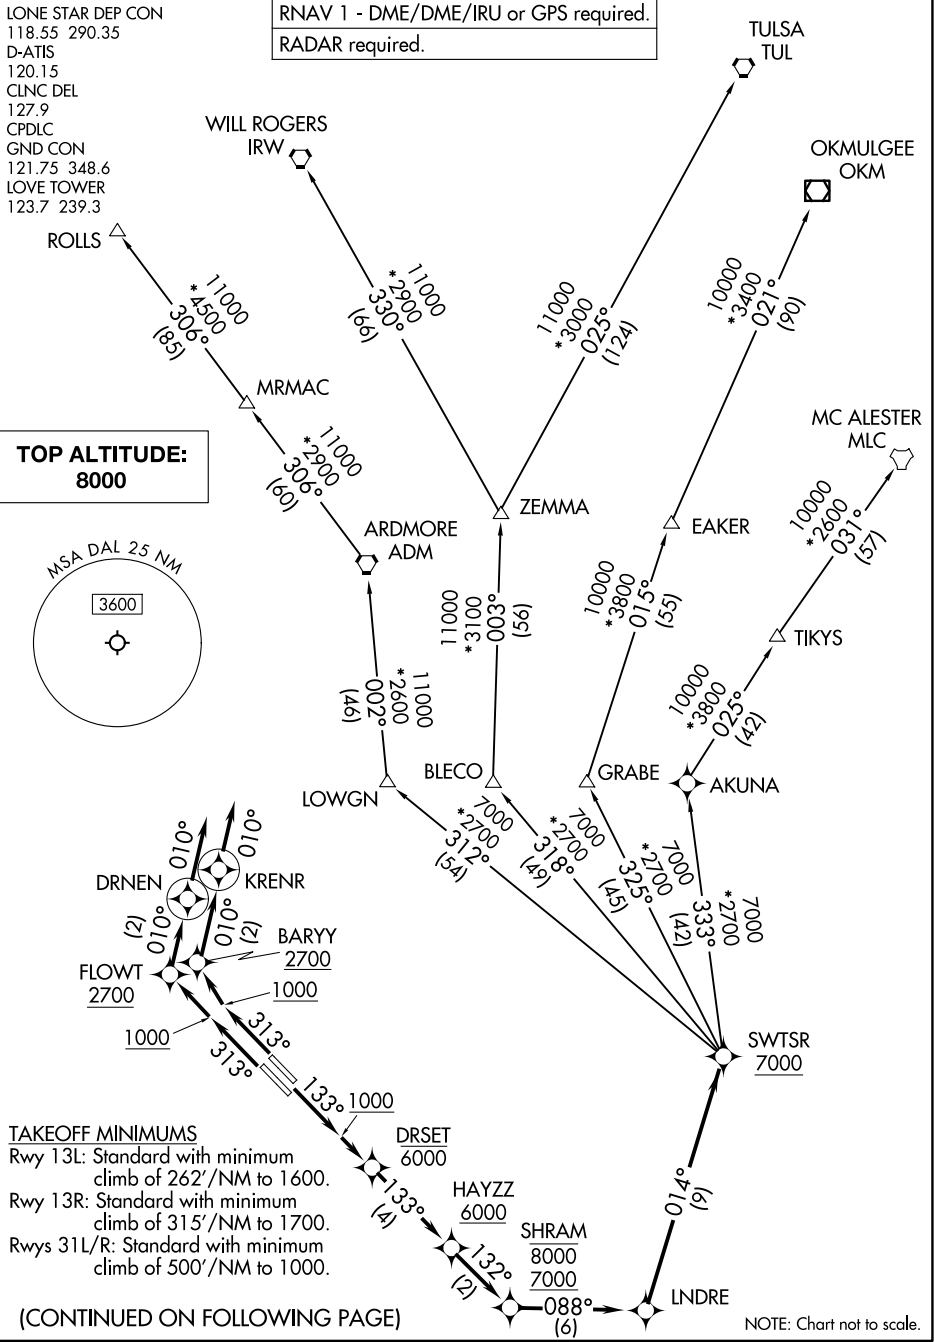 LONE STAR DEP CON
118.55 290.35
D-ATIS
120.15
CLNC DEL
127.9
CPDLC
GND CON
121.75 348.6
LOVE TOWER
123.7 239.3
RNAV 1 - DME/DME/IRU or GPS required.
RADAR required.
TULSA
TUL
WILL ROGERS
IRW
OKMULGEE
OKM
ROLLS
11000
*4500
306°
(85)
11000
*2900
330°
(66)
11000
*3000
025°
(124)
10000
*3400
021°
(90)
MRMAC
TOP ALTITUDE:
8000
11000
*2900
306°
(60)
MC ALESTER
MLC
10000
*2600
031°
(57)
ARDMORE
ADM
ZEMMA
EAKER
MSA DAL 25 NM
3600
11000
*3100
003°
(56)
10000
*3800
015°
(55)
TIKYS
11000
*2600
002°
(46)
10000
*3800
025°
(42)
LOWGN
BLECO
GRABE
AKUNA
7000
*2700
312°
(54)
7000
*2700
318°
(49)
7000
*2700
325°
(45)
7000
*2700
333°
(42)
010°
010°
DRNEN
KRENR
(2)
010°
010°
(2)
BARYY
2700
FLOWT
2700
1000
1000
313°
313°
SWTSR
7000
133°
1000
DRSET
6000
TAKEOFF MINIMUMS
Rwy 13L: Standard with minimum
climb of 262'/NM to 1600.
Rwy 13R: Standard with minimum
climb of 315'/NM to 1700.
Rwys 31L/R: Standard with minimum
climb of 500'/NM to 1000.
133°
(4)
HAYZZ
6000
132°
(2)
SHRAM
8000
7000
088°
(6)
014°
(9)
LNDRE
(CONTINUED ON FOLLOWING PAGE)
NOTE: Chart not to scale.